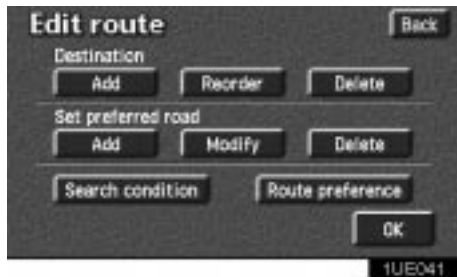 Edit route Back
Destination
Add Reorder Delete
Set preferred road
Add Modify Delete
Search condition Route preference
OK
1UE041